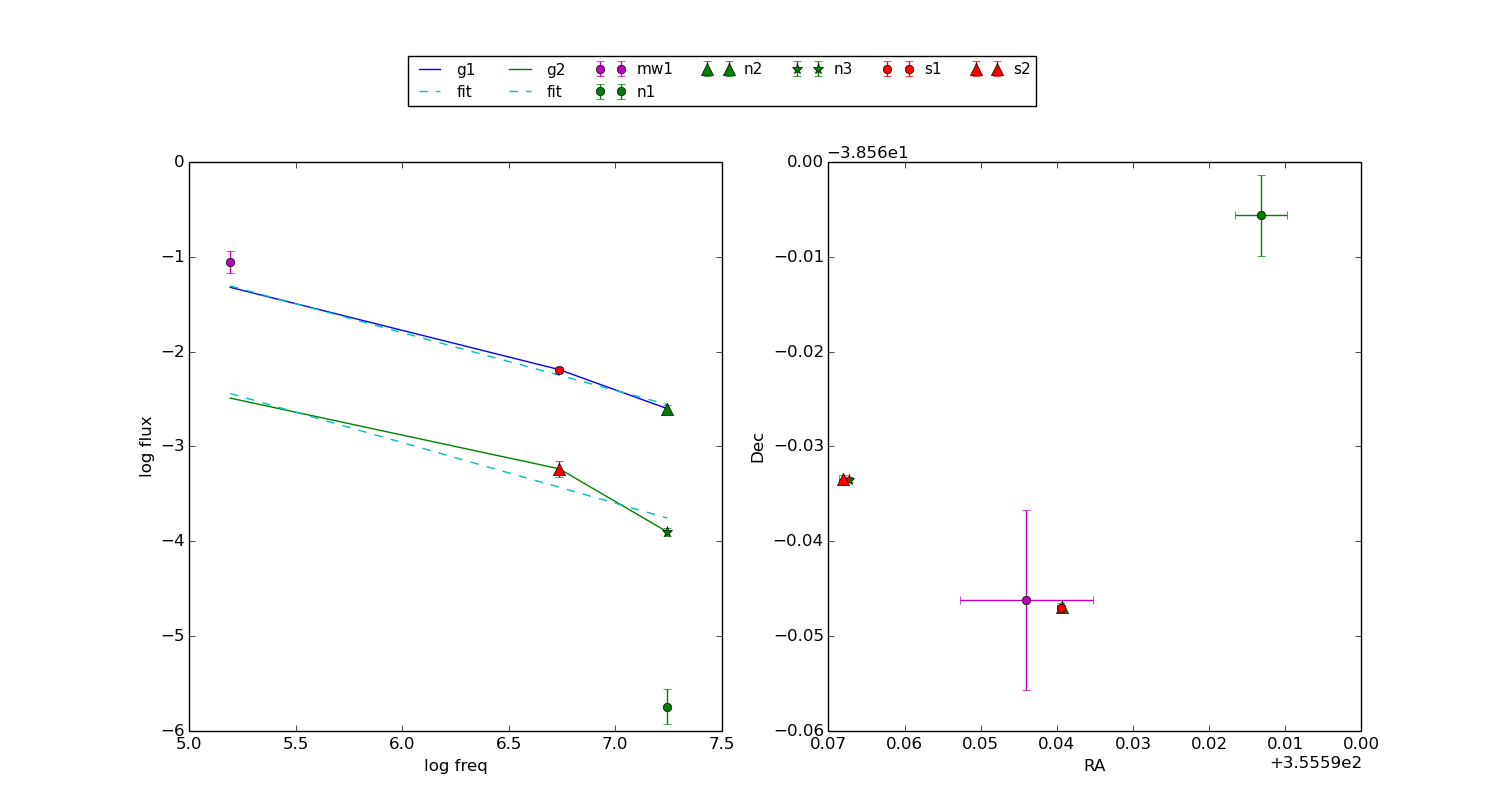 g1 g2 mw1 n2 n3 s1 s2
fit fit n1
−3.856e1
0 −1 −2 −3 −4 −5 −6
log flux
5.0 5.5 6.0 6.5 7.0 7.5
log freq
0.00 −0.01 −0.02 −0.03 −0.04 −0.05 −0.06
Dec
0.07 0.06 0.05 0.04 0.03 0.02 0.01 0.00
RA
+3.5559e2